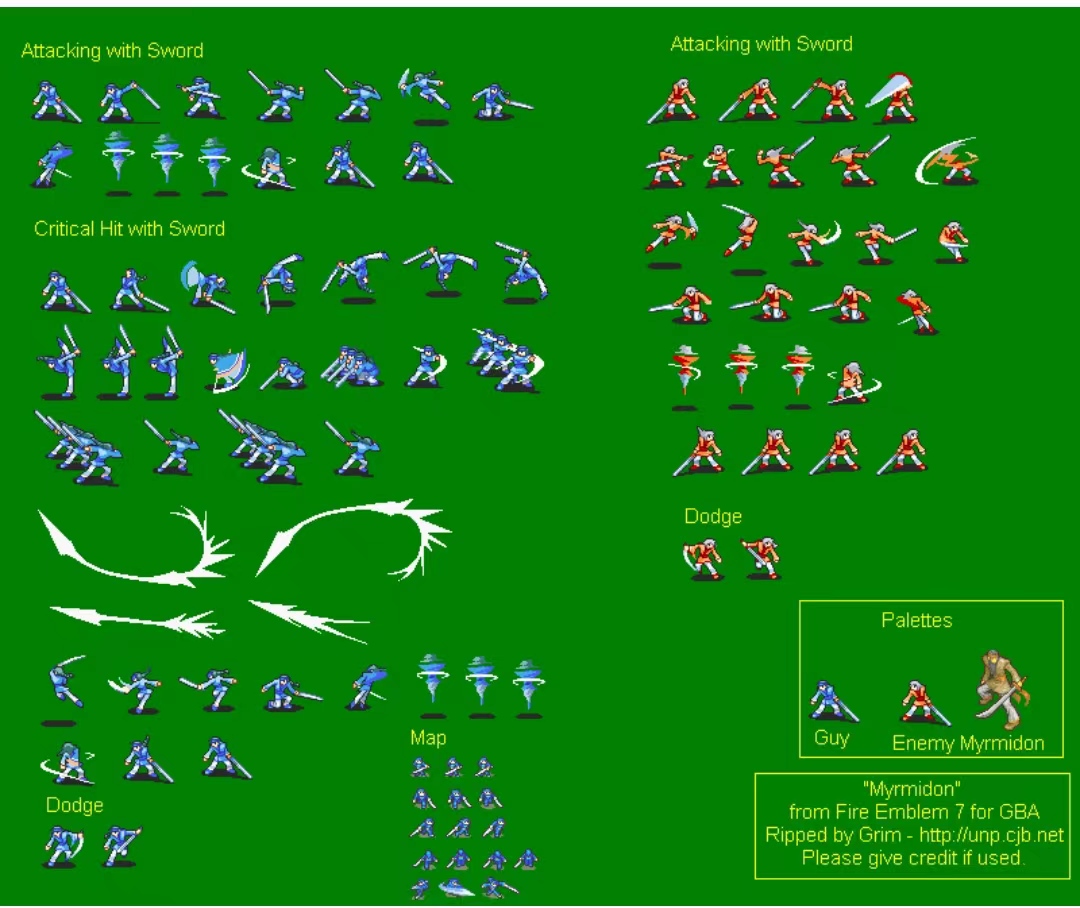 Attacking with Sword
Critical Hit with Sword
Dodge
Map
Attacking with Sword
Dodge
Palettes
Guy
Enemy Myrmidon
"Myrmidon"
from Fire Emblem 7 for GBA
Ripped by Grim - http://unp.cjb.net
Please give credit if used.